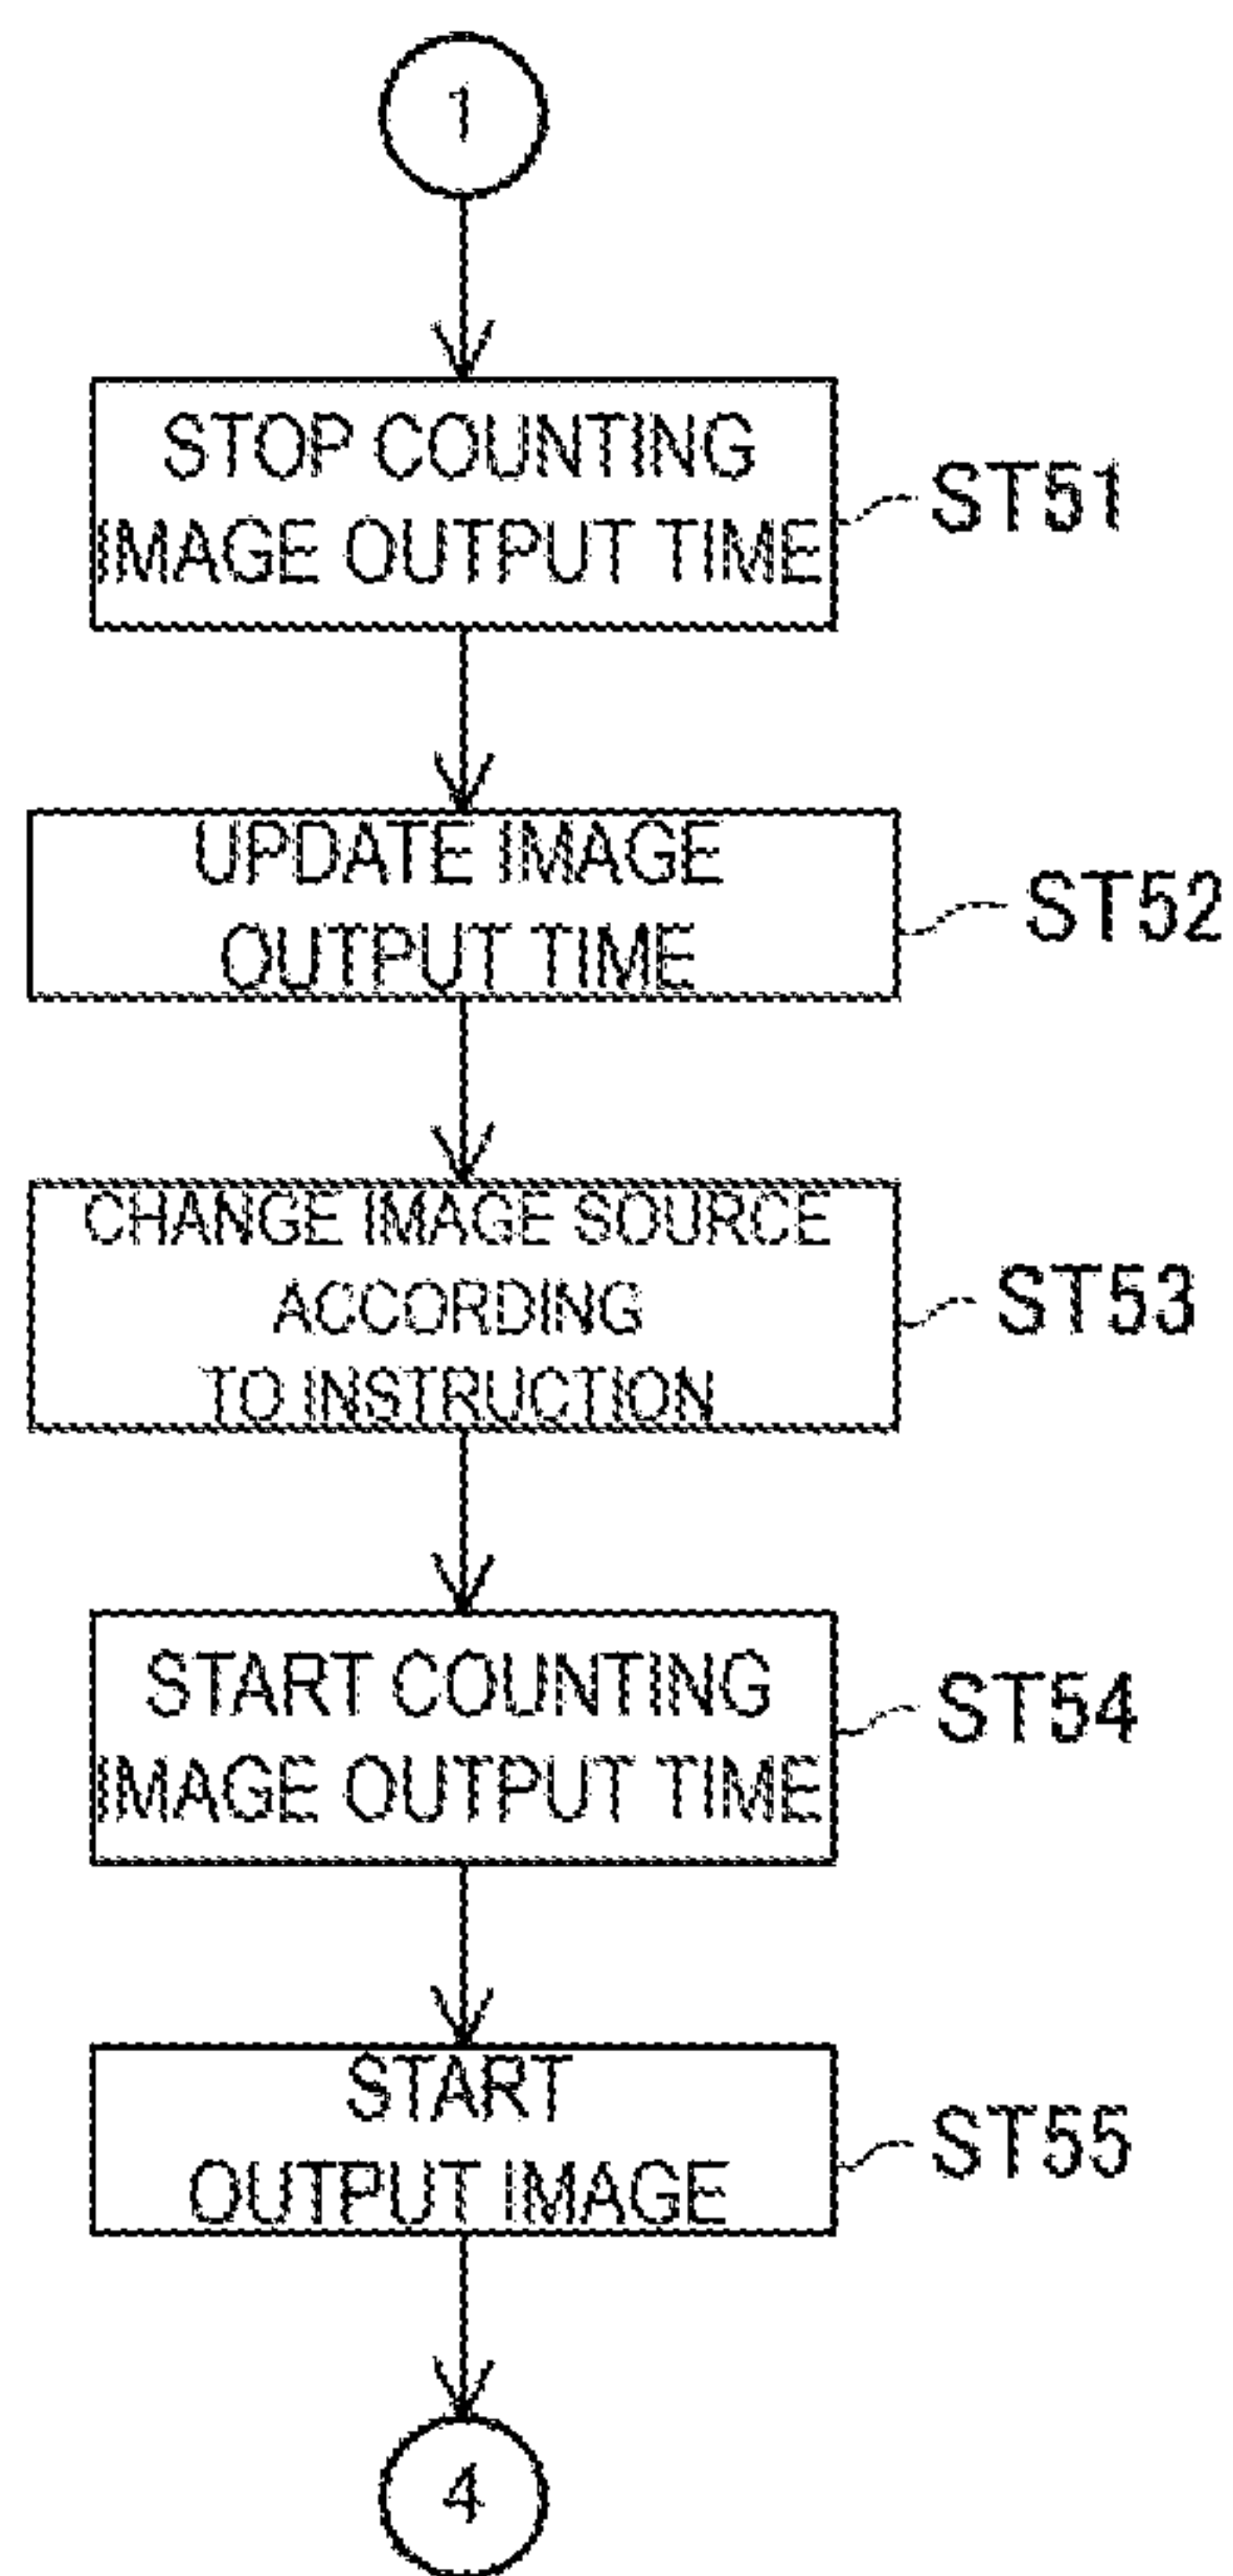 1
STOP COUNTING
IMAGE OUTPUT TIME
ST51
UPDATE IMAGE
OUTPUT TIME
ST52
CHANGE IMAGE SOURCE
ACCORDING
TO INSTRUCTION
ST53
START COUNTING
IMAGE OUTPUT TIME
ST54
START
OUTPUT IMAGE
ST55
4